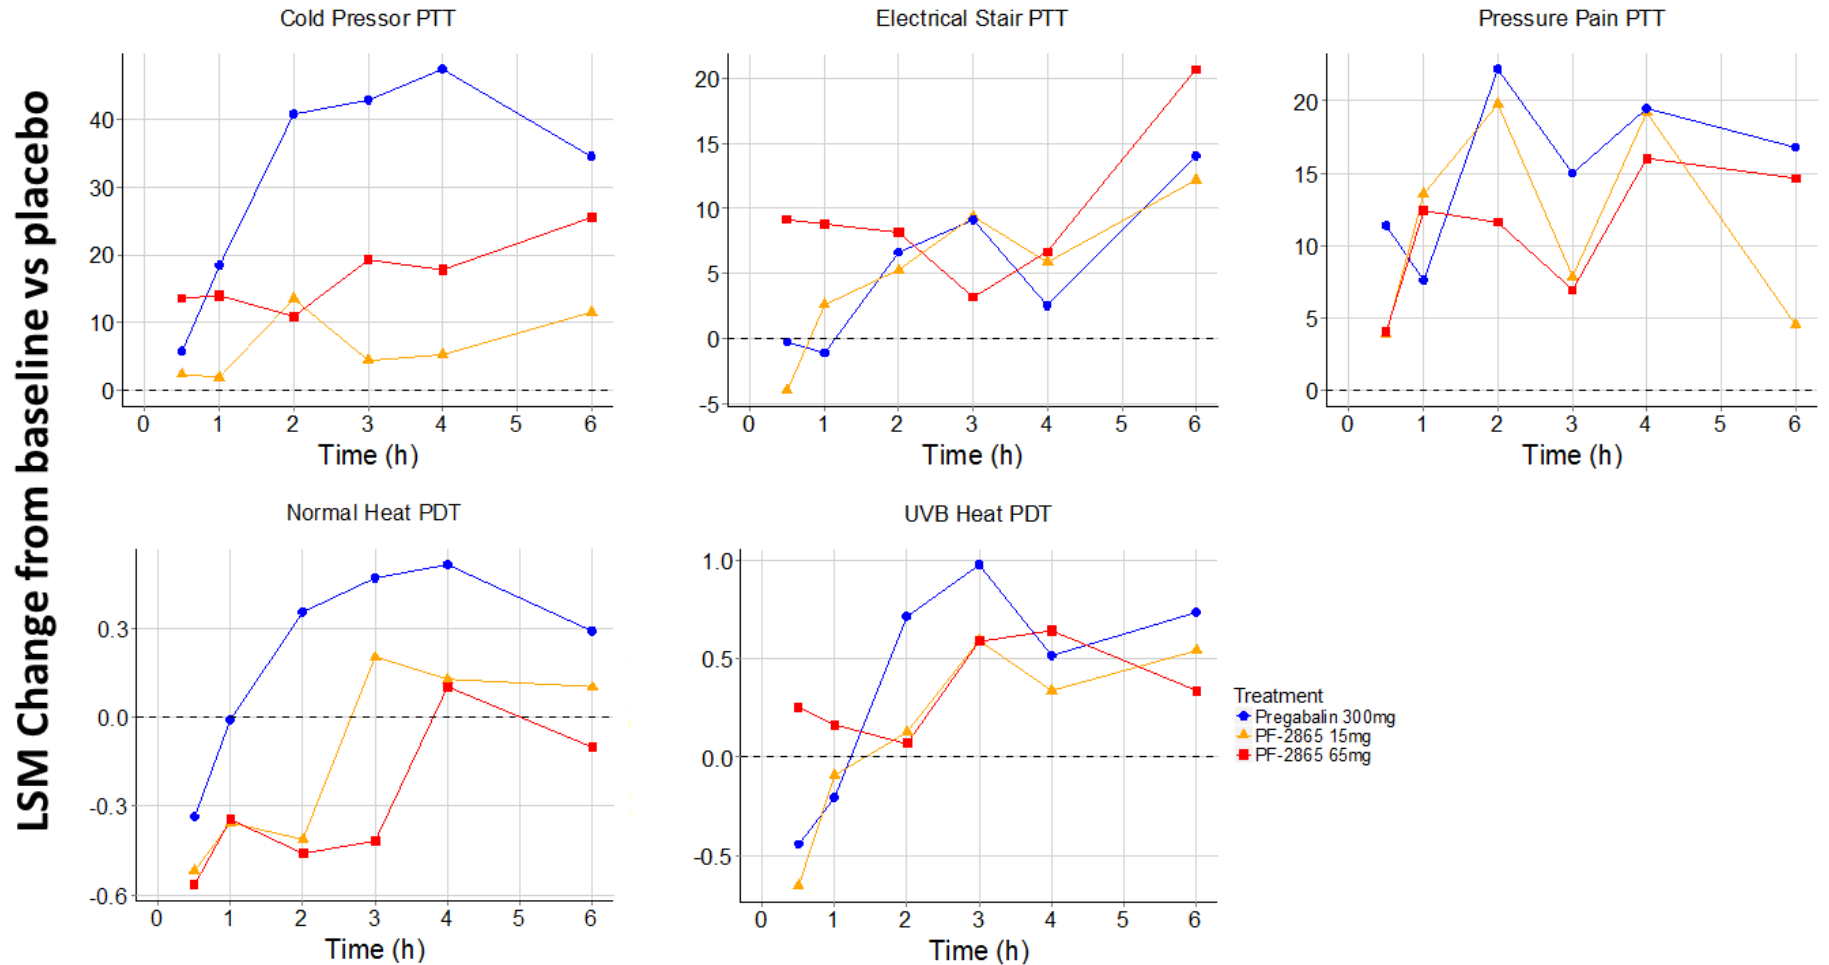 LSM Change from baseline vs placebo
Cold Pressor PTT
40
30
20
10
0
0 1 2 3 4 5 6
Time (h)
Electrical Stair PTT
20
15
10
5
0
-5
0 1 2 3 4 5 6
Time (h)
Pressure Pain PTT
20
15
10
5
0
0 1 2 3 4 5 6
Time (h)
Normal Heat PDT
0.3
0.0
-0.3
-0.6
0 1 2 3 4 5 6
Time (h)
UVB Heat PDT
1.0
0.5
0.0
-0.5
0 1 2 3 4 5 6
Time (h)
Treatment
Pregabalin 300mg
PF-2865 15mg
PF-2865 65mg